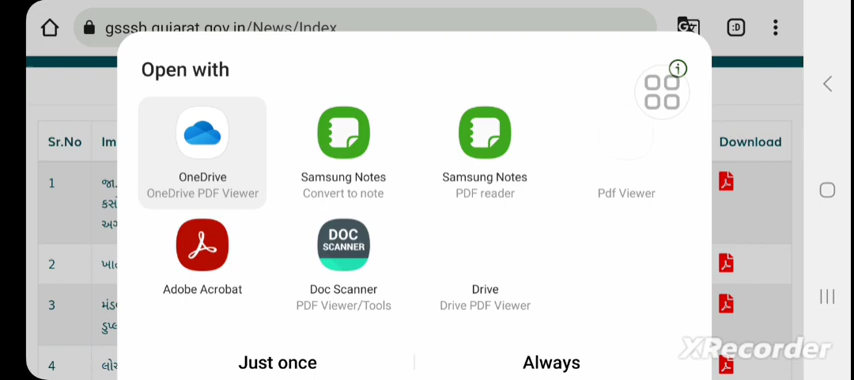 gsssb.gujarat.gov.in/News/Index
:D
Open with
OneDrive
OneDrive PDF Viewer
Samsung Notes
Convert to note
Samsung Notes
PDF reader
Pdf Viewer
Adobe Acrobat
DOC
SCANNER
Doc Scanner
PDF Viewer/Tools
Drive
Drive PDF Viewer
Just once
Always
Sr.No
Im
Download
1
2
3
4
XRecorder